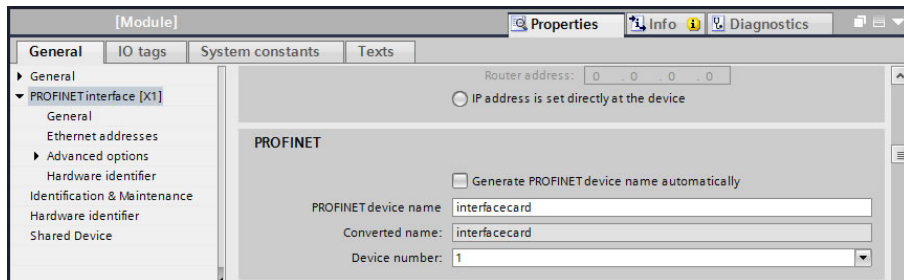 [Module]
Properties
Info
Diagnostics
General
IO tags
System constants
Texts
General
PROFINET interface [X1]
General
Ethernet addresses
Advanced options
Hardware identifier
Identification & Maintenance
Hardware identifier
Shared Device
Router address: 0 . 0 . 0 . 0
IP address is set directly at the device
PROFINET
Generate PROFINET device name automatically
PROFINET device name interfacecard
Converted name: interfacecard
Device number: 1